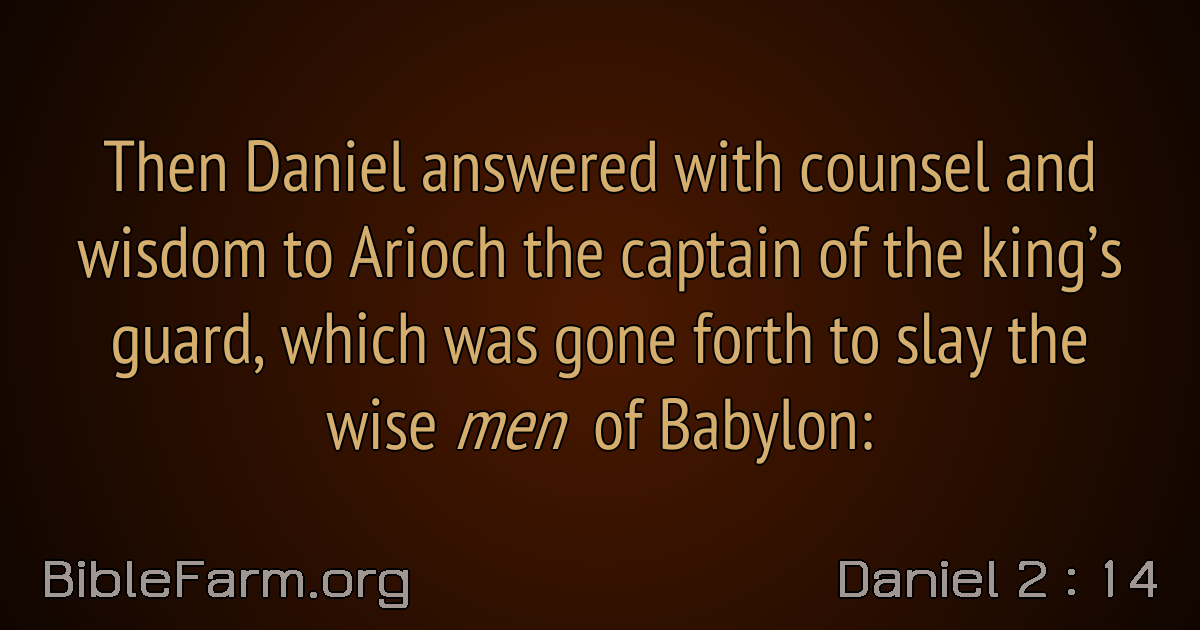 Then Daniel answered with counsel and
wisdom to Arioch the captain of the king’s
guard, which was gone forth to slay the
wise men of Babylon:
BibleFarm.org
Daniel 2 : 14